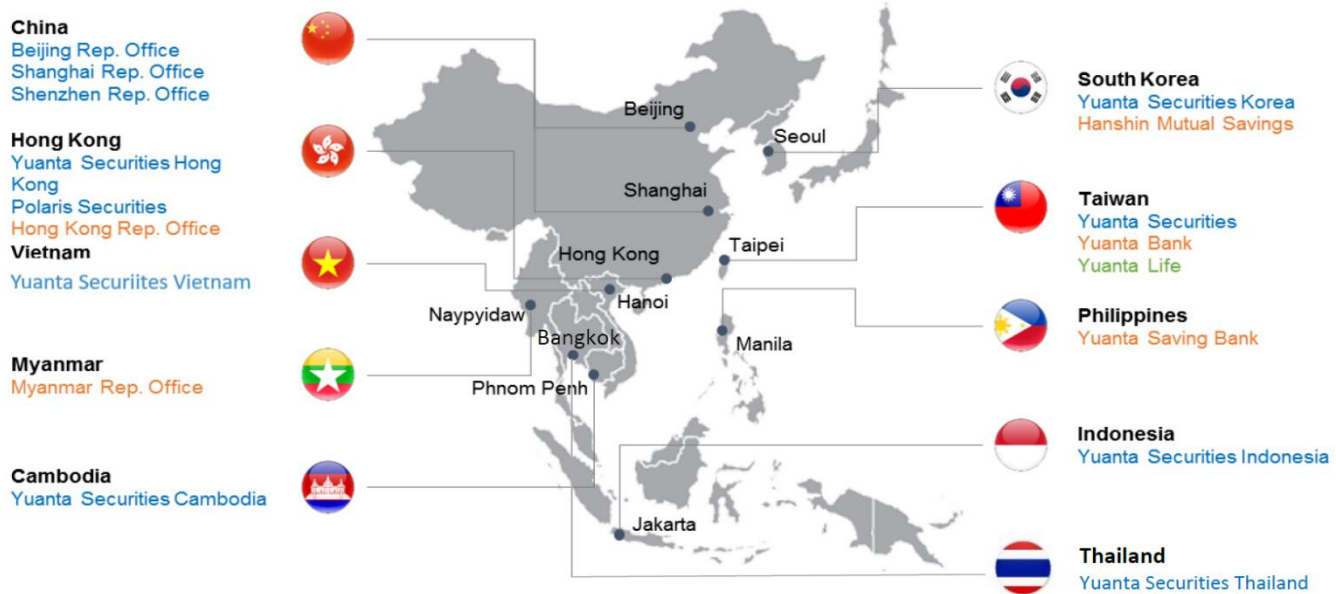 China
Beijing Rep. Office
Shanghai Rep. Office
Shenzhen Rep. Office
Hong Kong
Yuanta Securities Hong
Kong
Polaris Securities
Hong Kong Rep. Office
Vietnam
Yuanta Securiites Vietnam
Myanmar
Myanmar Rep. Office
Cambodia
Yuanta Securities Cambodia
Beijing
Seoul
Shanghai
Taipei
Hong Kong
Hanoi
Naypyidaw
Bangkok
Manila
Phnom Penh
Jakarta
South Korea
Yuanta Securities Korea
Hanshin Mutual Savings
Taiwan
Yuanta Securities
Yuanta Bank
Yuanta Life
Philippines
Yuanta Saving Bank
Indonesia
Yuanta Securities Indonesia
Thailand
Yuanta Securities Thailand